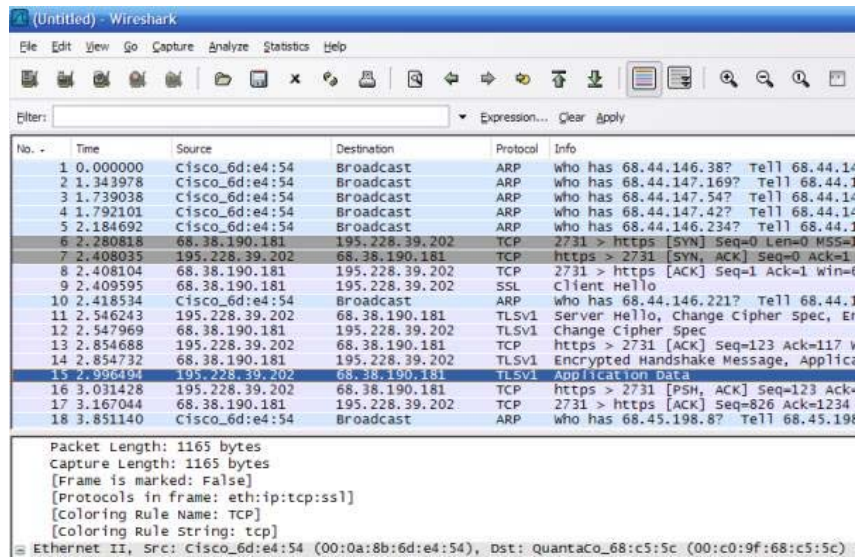 (Untitled) - Wireshark
File Edit View Go Capture Analyze Statistics Help
Filter: Expression... Clear Apply
No. - Time Source Destination Protocol Info
1 0.000000 Cisco_6d:e4:54 Broadcast ARP Who has 68.44.146.38? Tell 68.44.14
2 1.343978 Cisco_6d:e4:54 Broadcast ARP Who has 68.44.147.169? Tell 68.44.1
3 1.739038 Cisco_6d:e4:54 Broadcast ARP Who has 68.44.147.54? Tell 68.44.14
4 1.792101 Cisco_6d:e4:54 Broadcast ARP Who has 68.44.147.42? Tell 68.44.14
5 2.184692 Cisco_6d:e4:54 Broadcast ARP Who has 68.44.146.234? Tell 68.44.1
6 2.280818 68.38.190.181 195.228.39.202 TCP 2731 > https [SYN] Seq=0 Len=0 MSS=1
7 2.408035 195.228.39.202 68.38.190.181 TCP https > 2731 [SYN, ACK] Seq=0 Ack=1
8 2.408104 68.38.190.181 195.228.39.202 TCP 2731 > https [ACK] Seq=1 Ack=1 Win=6
9 2.409595 68.38.190.181 195.228.39.202 SSL Client Hello
10 2.418534 Cisco_6d:e4:54 Broadcast ARP Who has 68.44.146.221? Tell 68.44.1
11 2.546243 195.228.39.202 68.38.190.181 TLSv1 Server Hello, Change Cipher Spec, En
12 2.547969 68.38.190.181 195.228.39.202 TLSv1 Change Cipher Spec
13 2.854688 195.228.39.202 68.38.190.181 TCP https > 2731 [ACK] Seq=123 Ack=117 W
14 2.854732 68.38.190.181 195.228.39.202 TLSv1 Encrypted Handshake Message, Applica
15 2.996494 195.228.39.202 68.38.190.181 TLSv1 Application Data
16 3.031428 195.228.39.202 68.38.190.181 TCP https > 2731 [PSH, ACK] Seq=123 Ack=
17 3.167044 68.38.190.181 195.228.39.202 TCP 2731 > https [ACK] Seq=826 Ack=1234
18 3.851140 Cisco_6d:e4:54 Broadcast ARP Who has 68.45.198.8? Tell 68.45.198
Packet Length: 1165 bytes
Capture Length: 1165 bytes
[Frame is marked: False]
[Protocols in frame: eth:ip:tcp:ssl]
[Coloring Rule Name: TCP]
[Coloring Rule String: tcp]
Ethernet II, Src: Cisco_6d:e4:54 (00:0a:8b:6d:e4:54), Dst: QuantaCo_68:c5:5c (00:c0:9f:68:c5:5c)